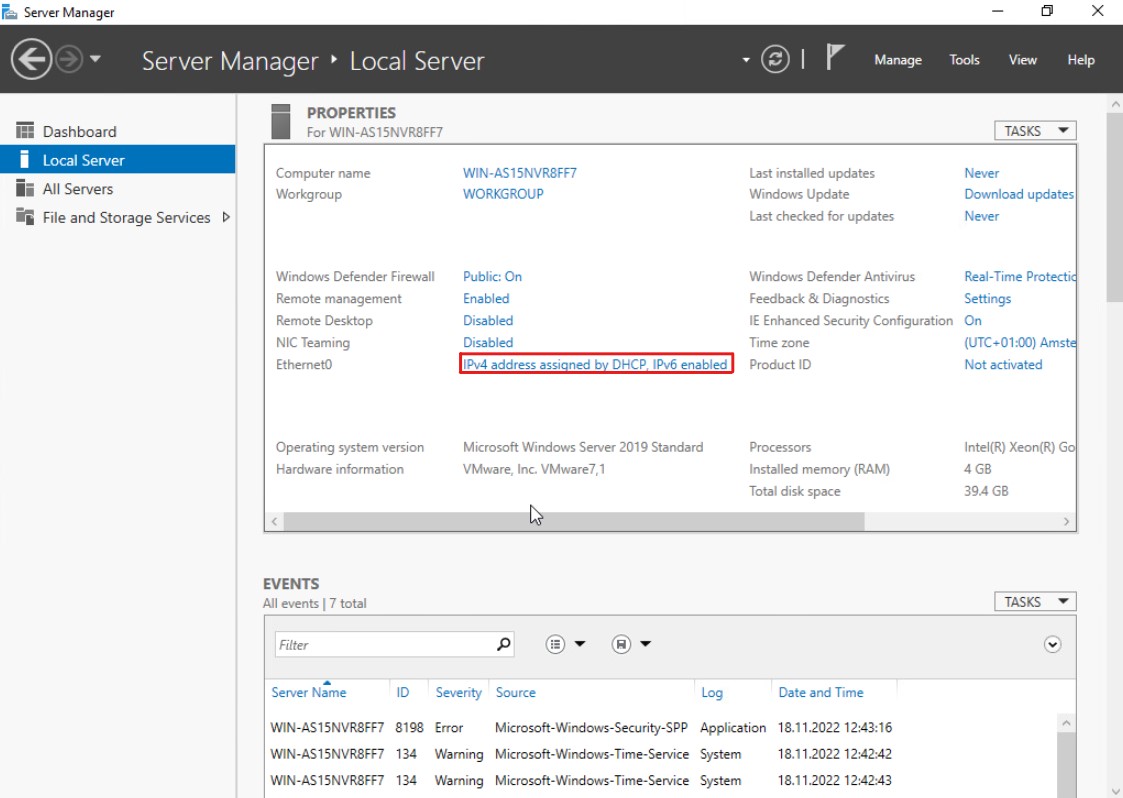 Server Manager
Server Manager ‣ Local Server
Manage Tools View Help
Dashboard
Local Server
All Servers
File and Storage Services
PROPERTIES
For WIN-AS15NVR8FF7
TASKS
Computer name WIN-AS15NVR8FF7 Last installed updates Never
Workgroup WORKGROUP Windows Update Download updates
Last checked for updates Never
Windows Defender Firewall Public: On Windows Defender Antivirus Real-Time Protectic
Remote management Enabled Feedback & Diagnostics Settings
Remote Desktop Disabled IE Enhanced Security Configuration On
NIC Teaming Disabled Time zone (UTC+01:00) Amste
Ethernet0 IPv4 address assigned by DHCP, IPv6 enabled Product ID Not activated
Operating system version Microsoft Windows Server 2019 Standard Processors Intel(R) Xeon(R) Go
Hardware information VMware, Inc. VMware7,1 Installed memory (RAM) 4 GB
Total disk space 39.4 GB
EVENTS
All events | 7 total
TASKS
Filter
Server Name ID Severity Source Log Date and Time
WIN-AS15NVR8FF7 8198 Error Microsoft-Windows-Security-SPP Application 18.11.2022 12:43:16
WIN-AS15NVR8FF7 134 Warning Microsoft-Windows-Time-Service System 18.11.2022 12:42:42
WIN-AS15NVR8FF7 134 Warning Microsoft-Windows-Time-Service System 18.11.2022 12:42:43